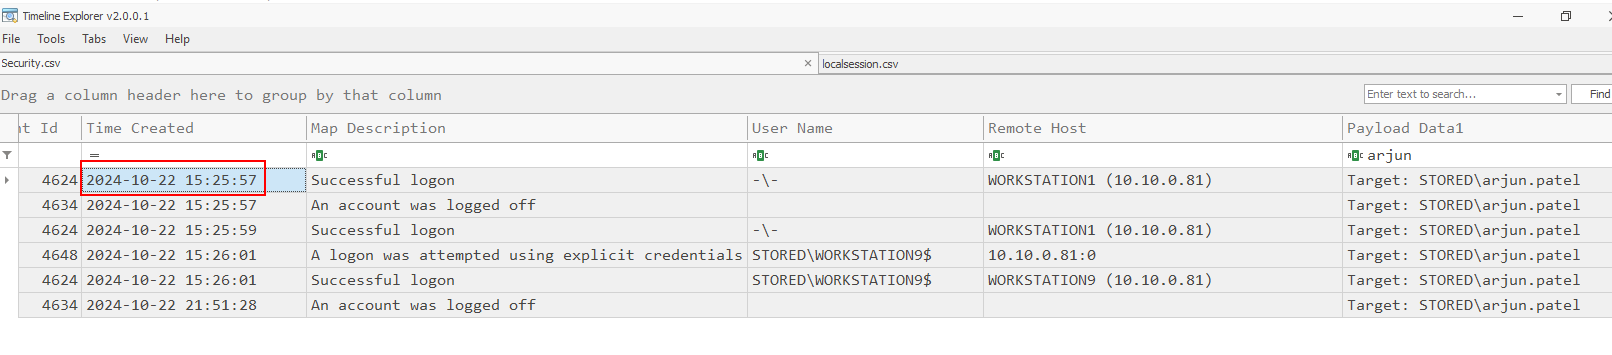 Timeline Explorer v2.0.0.1
File Tools Tabs View Help
Security.csv × localsession.csv
Drag a column header here to group by that column Enter text to search... Find
nt Id Time Created Map Description User Name Remote Host Payload Data1
= ABC ABC ABC ABC arjun
4624 2024-10-22 15:25:57 Successful logon -\- WORKSTATION1 (10.10.0.81) Target: STORED\arjun.patel
4634 2024-10-22 15:25:57 An account was logged off Target: STORED\arjun.patel
4624 2024-10-22 15:25:59 Successful logon -\- WORKSTATION1 (10.10.0.81) Target: STORED\arjun.patel
4648 2024-10-22 15:26:01 A logon was attempted using explicit credentials STORED\WORKSTATION9$ 10.10.0.81:0 Target: STORED\arjun.patel
4624 2024-10-22 15:26:01 Successful logon STORED\WORKSTATION9$ WORKSTATION9 (10.10.0.81) Target: STORED\arjun.patel
4634 2024-10-22 21:51:28 An account was logged off Target: STORED\arjun.patel